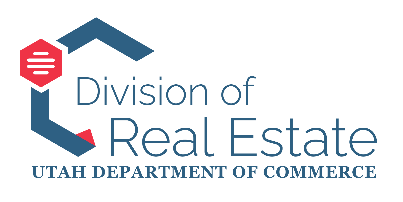 Division of
Real Estate
UTAH DEPARTMENT OF COMMERCE